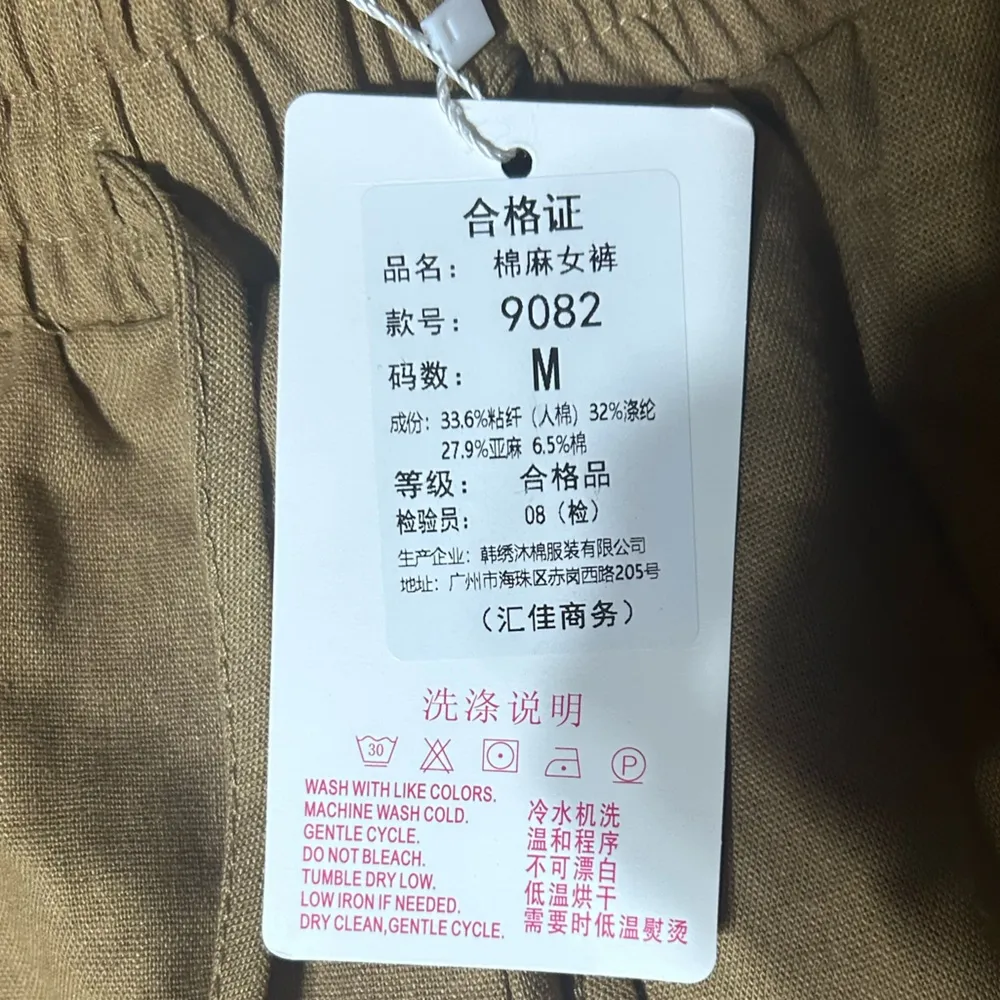 合格证
品名： 棉麻女裤
款号： 9082
码数： M
成份： 33.6%粘纤（人棉）32%涤纶
27.9%亚麻 6.5%棉
等级： 合格品
检验员： 08（检）
生产企业：韩绣沐棉服装有限公司
地址：广州市海珠区赤岗西路205号
（汇佳商务）
洗涤说明
30
P
WASH WITH LIKE COLORS.
MACHINE WASH COLD.
GENTLE CYCLE.
DO NOT BLEACH.
TUMBLE DRY LOW.
LOW IRON IF NEEDED.
DRY CLEAN,GENTLE CYCLE.
冷水机洗
温和程序
不可漂白
低温烘干
需要时低温熨烫